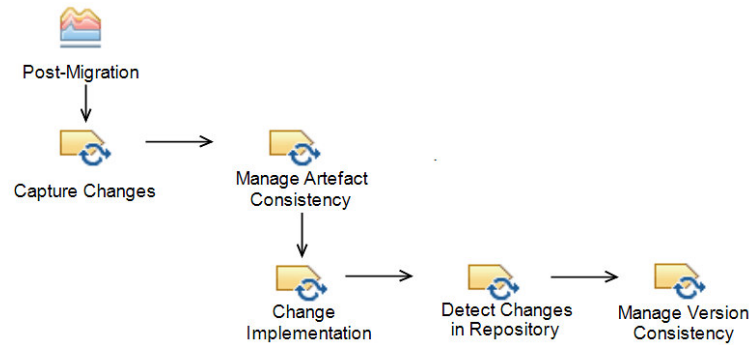 Post-Migration
Capture Changes
Manage Artefact
Consistency
Change
Implementation
Detect Changes
in Repository
Manage Version
Consistency